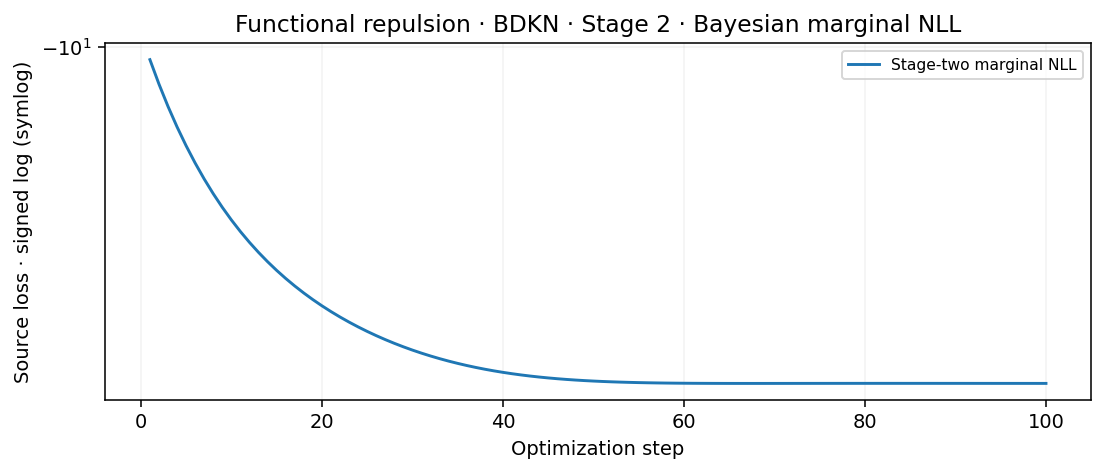 Functional repulsion · BDKN · Stage 2 · Bayesian marginal NLL
−10¹
Stage-two marginal NLL
Source loss · signed log (symlog)
0 20 40 60 80 100
Optimization step